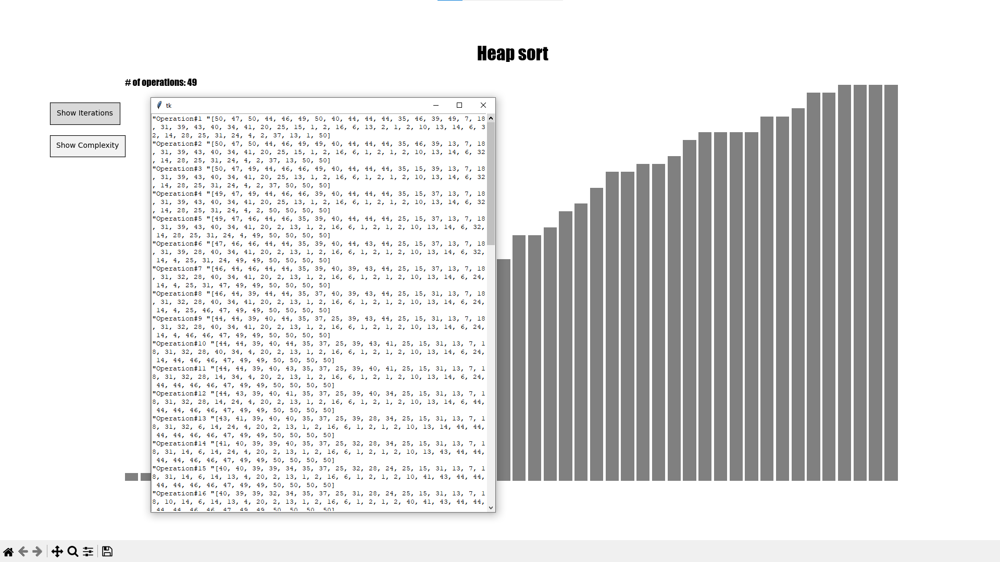 Heap sort
# of operations: 49
Show Iterations
Show Complexity
tk
"Operation#1 "[50, 47, 50, 44, 46, 49, 50, 40, 44, 44, 44, 35, 46, 39, 49, 7, 18
, 31, 39, 43, 40, 34, 41, 20, 25, 15, 1, 2, 16, 6, 13, 2, 1, 2, 10, 13, 14, 6, 3
2, 14, 28, 25, 31, 24, 4, 2, 37, 13, 1, 50]
"Operation#2 "[50, 47, 50, 44, 46, 49, 49, 40, 44, 44, 44, 35, 46, 39, 13, 7, 18
, 31, 39, 43, 40, 34, 41, 20, 25, 15, 1, 2, 16, 6, 1, 2, 1, 2, 10, 13, 14, 6, 32
, 14, 28, 25, 31, 24, 4, 2, 37, 13, 50, 50]
"Operation#3 "[50, 47, 49, 44, 46, 46, 49, 40, 44, 44, 44, 35, 15, 39, 13, 7, 18
, 31, 39, 43, 40, 34, 41, 20, 25, 13, 1, 2, 16, 6, 1, 2, 1, 2, 10, 13, 14, 6, 32
, 14, 28, 25, 31, 24, 4, 2, 37, 50, 50, 50]
"Operation#4 "[49, 47, 49, 44, 46, 46, 39, 40, 44, 44, 44, 35, 15, 37, 13, 7, 18
, 31, 39, 43, 40, 34, 41, 20, 25, 13, 1, 2, 16, 6, 1, 2, 1, 2, 10, 13, 14, 6, 32
, 14, 28, 25, 31, 24, 4, 2, 50, 50, 50, 50]
"Operation#5 "[49, 47, 46, 44, 46, 35, 39, 40, 44, 44, 44, 25, 15, 37, 13, 7, 18
, 31, 39, 43, 40, 34, 41, 20, 2, 13, 1, 2, 16, 6, 1, 2, 1, 2, 10, 13, 14, 6, 32,
14, 28, 25, 31, 24, 4, 49, 50, 50, 50, 50]
"Operation#6 "[47, 46, 46, 44, 44, 35, 39, 40, 44, 43, 44, 25, 15, 37, 13, 7, 18
, 31, 39, 28, 40, 34, 41, 20, 2, 13, 1, 2, 16, 6, 1, 2, 1, 2, 10, 13, 14, 6, 32,
14, 4, 25, 31, 24, 49, 49, 50, 50, 50, 50]
"Operation#7 "[46, 44, 46, 44, 44, 35, 39, 40, 39, 43, 44, 25, 15, 37, 13, 7, 18
, 31, 32, 28, 40, 34, 41, 20, 2, 13, 1, 2, 16, 6, 1, 2, 1, 2, 10, 13, 14, 6, 24,
14, 4, 25, 31, 47, 49, 49, 50, 50, 50, 50]
"Operation#8 "[46, 44, 39, 44, 44, 35, 37, 40, 39, 43, 44, 25, 15, 31, 13, 7, 18
, 31, 32, 28, 40, 34, 41, 20, 2, 13, 1, 2, 16, 6, 1, 2, 1, 2, 10, 13, 14, 6, 24,
14, 4, 25, 46, 47, 49, 49, 50, 50, 50, 50]
"Operation#9 "[44, 44, 39, 40, 44, 35, 37, 25, 39, 43, 44, 25, 15, 31, 13, 7, 18
, 31, 32, 28, 40, 34, 41, 20, 2, 13, 1, 2, 16, 6, 1, 2, 1, 2, 10, 13, 14, 6, 24,
14, 4, 46, 46, 47, 49, 49, 50, 50, 50, 50]
"Operation#10 "[44, 44, 39, 40, 44, 35, 37, 25, 39, 43, 41, 25, 15, 31, 13, 7, 1
8, 31, 32, 28, 40, 34, 4, 20, 2, 13, 1, 2, 16, 6, 1, 2, 1, 2, 10, 13, 14, 6, 24,
14, 44, 46, 46, 47, 49, 49, 50, 50, 50, 50]
"Operation#11 "[44, 44, 39, 40, 43, 35, 37, 25, 39, 40, 41, 25, 15, 31, 13, 7, 1
8, 31, 32, 28, 14, 34, 4, 20, 2, 13, 1, 2, 16, 6, 1, 2, 1, 2, 10, 13, 14, 6, 24,
44, 44, 46, 46, 47, 49, 49, 50, 50, 50, 50]
"Operation#12 "[44, 43, 39, 40, 41, 35, 37, 25, 39, 40, 34, 25, 15, 31, 13, 7, 1
8, 31, 32, 28, 14, 24, 4, 20, 2, 13, 1, 2, 16, 6, 1, 2, 1, 2, 10, 13, 14, 6, 44,
44, 44, 46, 46, 47, 49, 49, 50, 50, 50, 50]
"Operation#13 "[43, 41, 39, 40, 40, 35, 37, 25, 39, 28, 34, 25, 15, 31, 13, 7, 1
8, 31, 32, 6, 14, 24, 4, 20, 2, 13, 1, 2, 16, 6, 1, 2, 1, 2, 10, 13, 14, 44, 44,
44, 44, 46, 46, 47, 49, 49, 50, 50, 50, 50]
"Operation#14 "[41, 40, 39, 39, 40, 35, 37, 25, 32, 28, 34, 25, 15, 31, 13, 7, 1
8, 31, 14, 6, 14, 24, 4, 20, 2, 13, 1, 2, 16, 6, 1, 2, 1, 2, 10, 13, 43, 44, 44,
44, 44, 46, 46, 47, 49, 49, 50, 50, 50, 50]
"Operation#15 "[40, 40, 39, 39, 34, 35, 37, 25, 32, 28, 24, 25, 15, 31, 13, 7, 1
8, 31, 14, 6, 14, 13, 4, 20, 2, 13, 1, 2, 16, 6, 1, 2, 1, 2, 10, 41, 43, 44, 44,
44, 44, 46, 46, 47, 49, 49, 50, 50, 50, 50]
"Operation#16 "[40, 39, 39, 32, 34, 35, 37, 25, 31, 28, 24, 25, 15, 31, 13, 7, 1
8, 10, 14, 6, 14, 13, 4, 20, 2, 13, 1, 2, 16, 6, 1, 2, 1, 2, 40, 41, 43, 44, 44,
44, 44, 46, 46, 47, 49, 49, 50, 50, 50, 50]